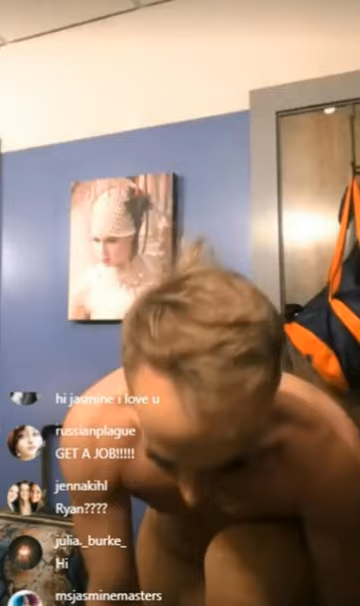 hi jasmine i love u
russianplague
GET A JOB!!!!!
jennakihl
Ryan????
julia._burke_
Hi
msjasminemasters